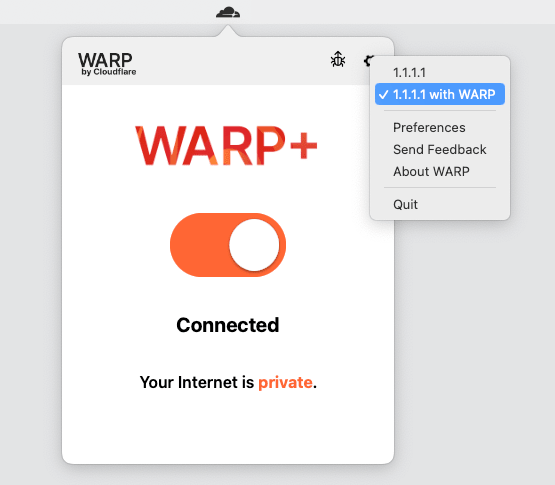 WARP
by Cloudflare
1.1.1.1
1.1.1.1 with WARP
Preferences
Send Feedback
About WARP
Quit
WARP+
Connected
Your Internet is private.